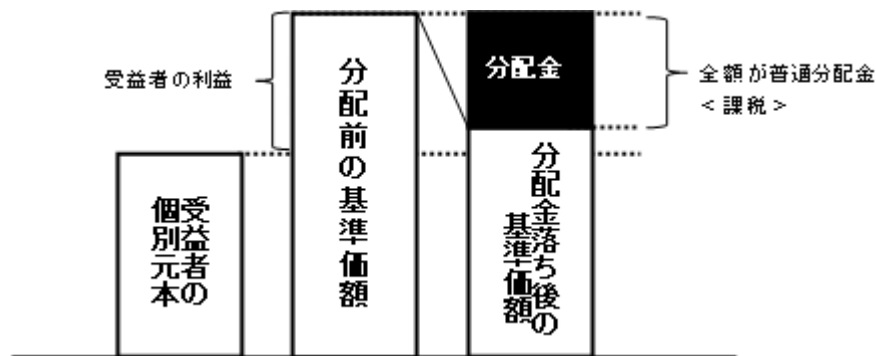 受益者の利益
受益者の
個別元本
分配前の基準価額
分配金
分配金落ち後の
基準価額
全額が普通分配金
＜課税＞